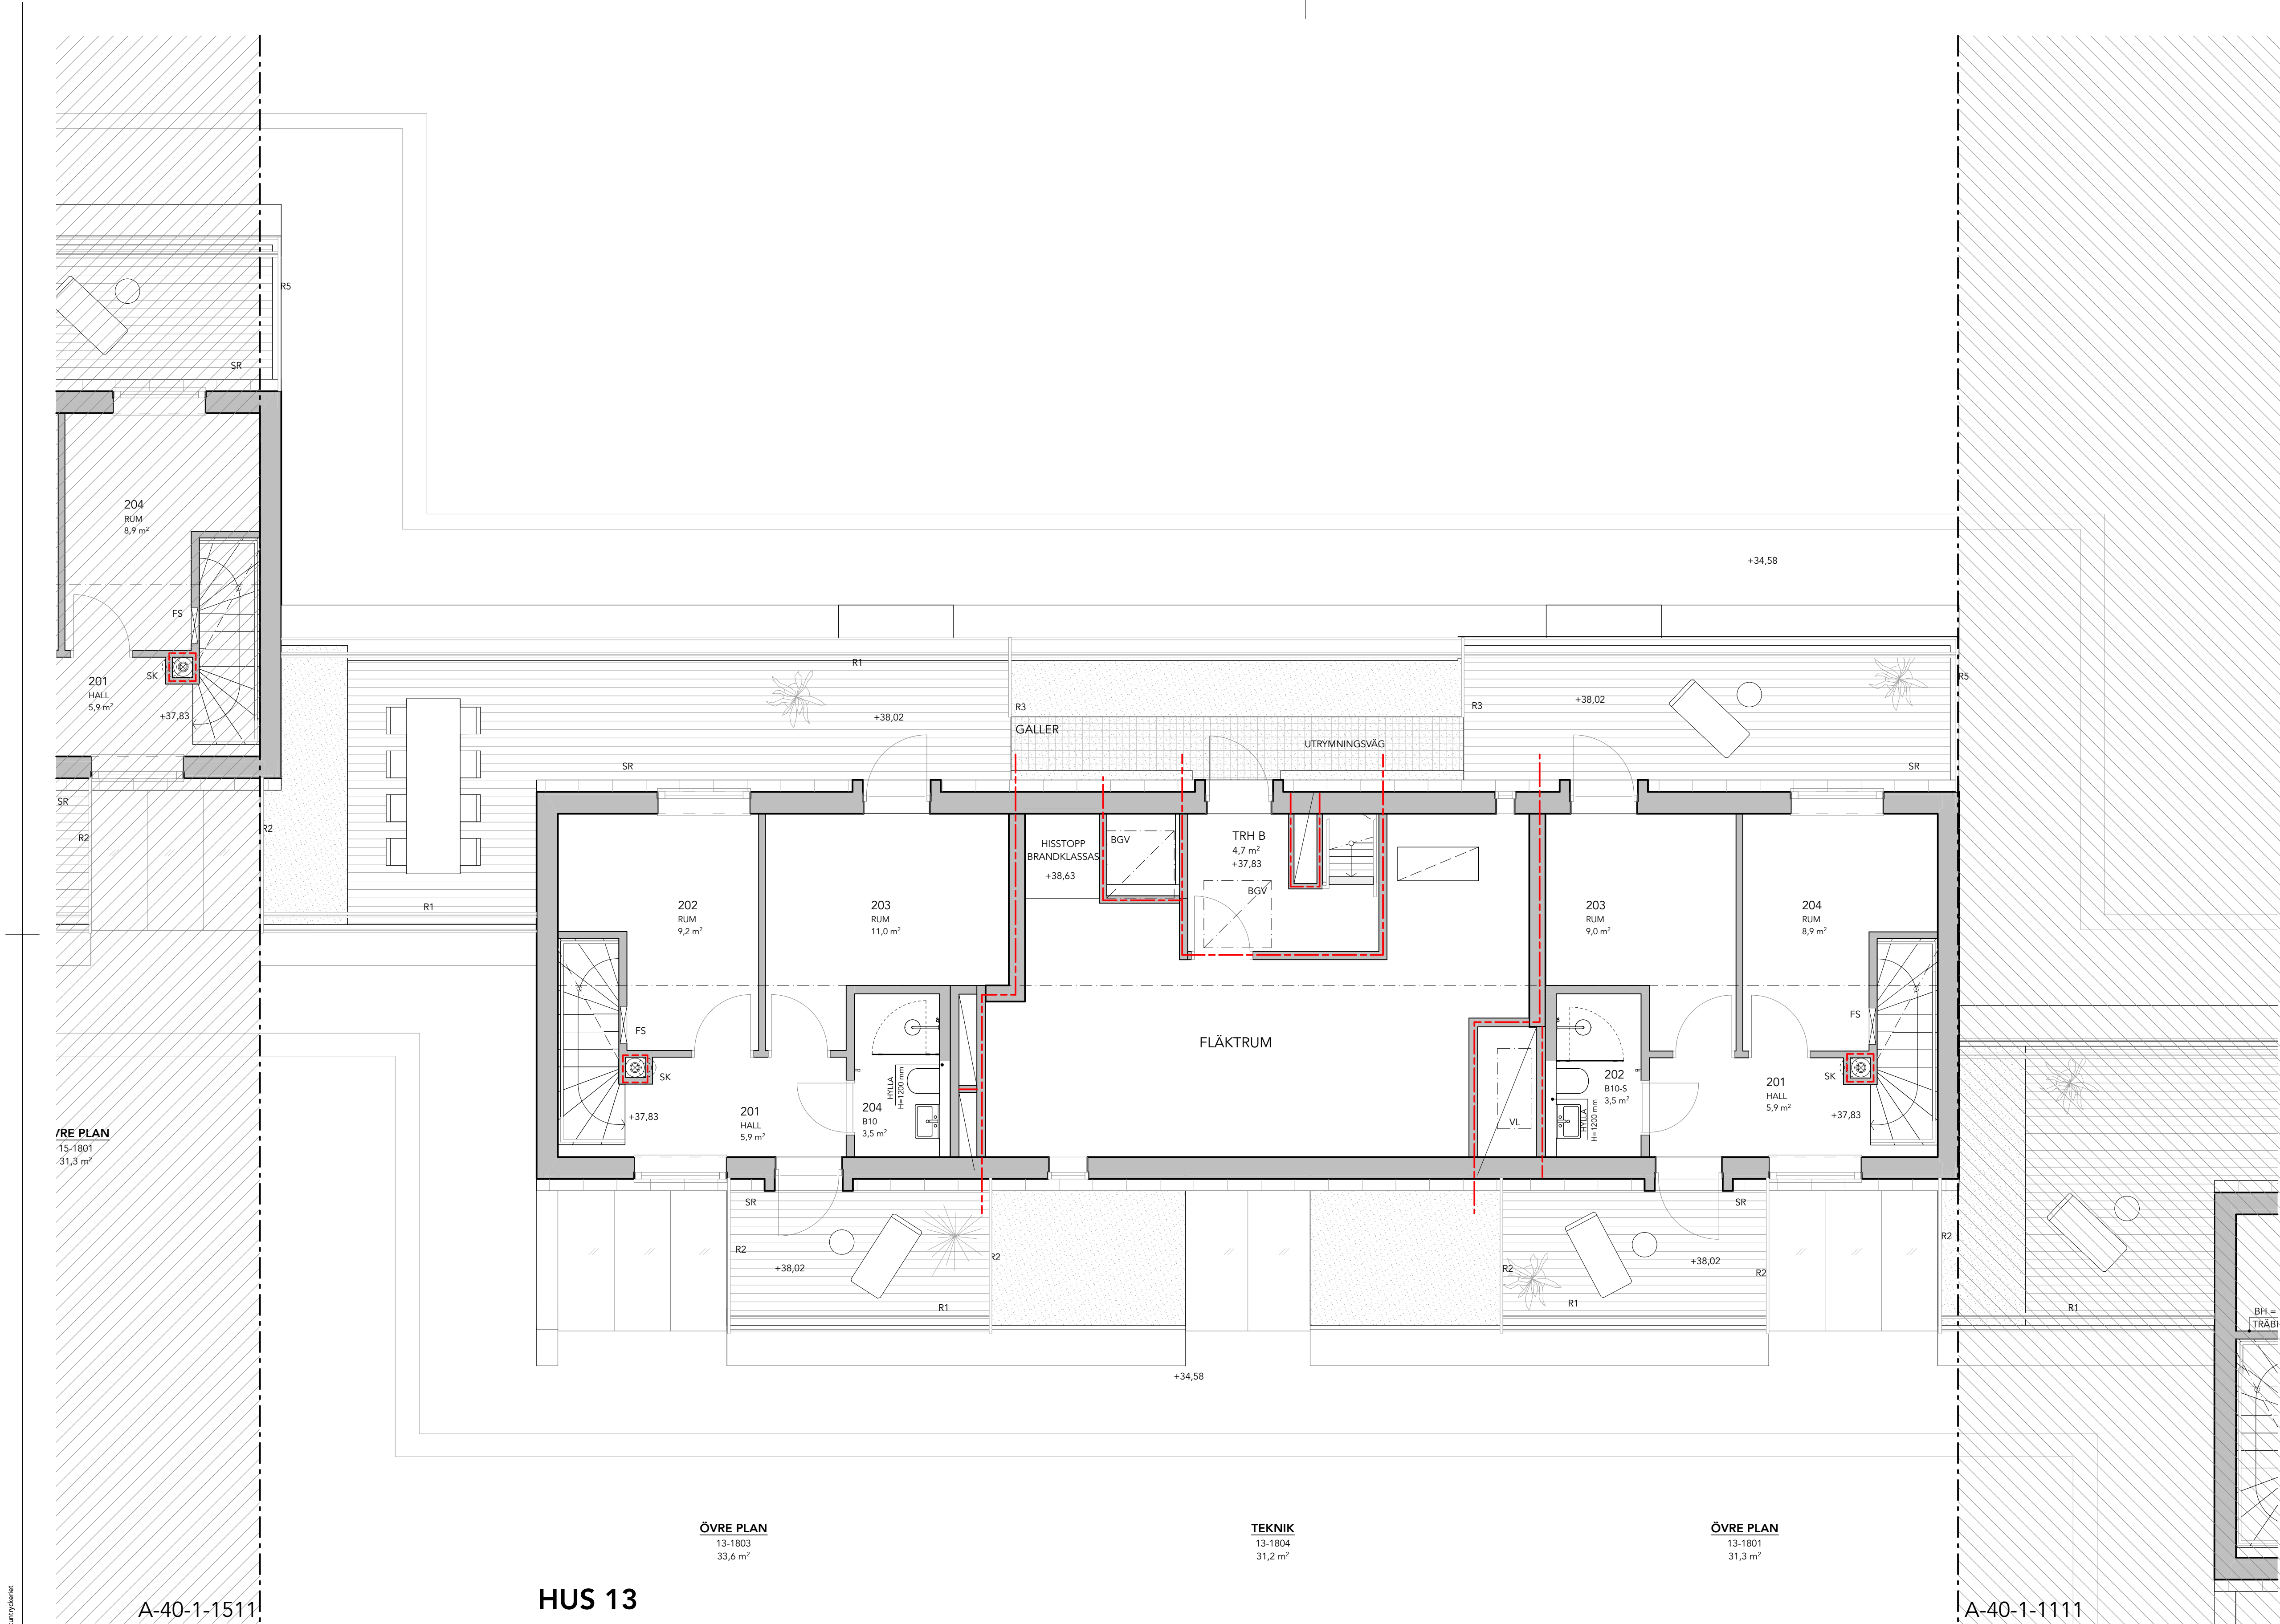 R5
SR
204
RUM
8,9 m²
FS
SK
201
HALL
5,9 m²
+37,83
SR
R2
R2
+34,58
R1
R3
R3
R5
+38,02
+38,02
GALLER
UTRYMNINGSVÄG
SR
SR
R1
HISSTOPP
BRANDKLASSAS
+38,63
BGV
TRH B
4,7 m²
+37,83
BGV
202
RUM
9,2 m²
203
RUM
11,0 m²
203
RUM
9,0 m²
204
RUM
8,9 m²
FS
SK
+37,83
201
HALL
5,9 m²
204
B10
3,5 m²
HYLLA
H=1200 mm
FLÄKTRUM
VL
202
B10-S
3,5 m²
HYLLA
H=1200 mm
FS
SK
201
HALL
5,9 m²
+37,83
VRE PLAN
15-1801
31,3 m²
SR
R2
+38,02
R2
R1
SR
R2
+38,02
R2
R1
R2
R1
BH =
+34,58
ÖVRE PLAN
13-1803
33,6 m²
TEKNIK
13-1804
31,2 m²
ÖVRE PLAN
13-1801
31,3 m²
HUS 13
A-40-1-1511
A-40-1-1111